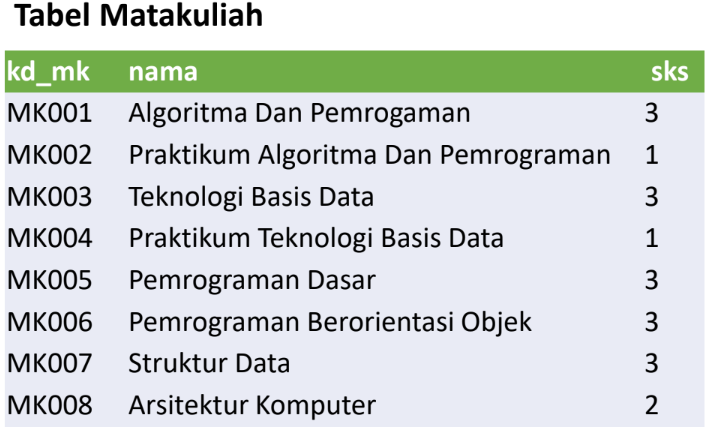 Tabel Matakuliah
kd_mk nama sks
MK001 Algoritma Dan Pemrogaman 3
MK002 Praktikum Algoritma Dan Pemrograman 1
MK003 Teknologi Basis Data 3
MK004 Praktikum Teknologi Basis Data 1
MK005 Pemrograman Dasar 3
MK006 Pemrograman Berorientasi Objek 3
MK007 Struktur Data 3
MK008 Arsitektur Komputer 2